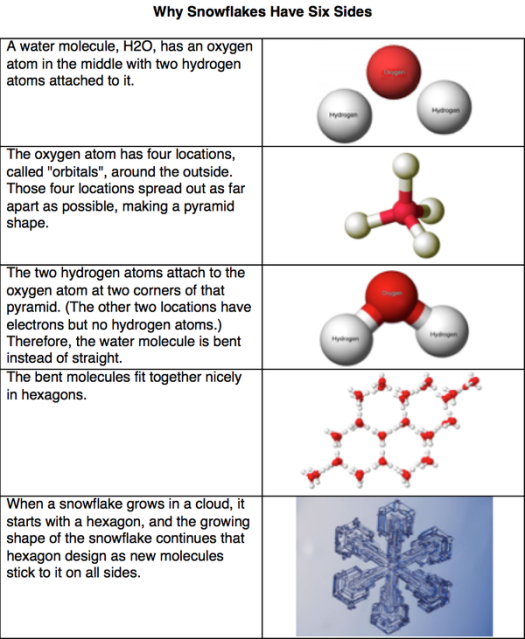 Why Snowflakes Have Six Sides
A water molecule, H2O, has an oxygen
atom in the middle with two hydrogen
atoms attached to it.
Oxygen
Hydrogen
Hydrogen
The oxygen atom has four locations,
called "orbitals", around the outside.
Those four locations spread out as far
apart as possible, making a pyramid
shape.
The two hydrogen atoms attach to the
oxygen atom at two corners of that
pyramid. (The other two locations have
electrons but no hydrogen atoms.)
Therefore, the water molecule is bent
instead of straight.
Oxygen
Hydrogen
Hydrogen
The bent molecules fit together nicely
in hexagons.
When a snowflake grows in a cloud, it
starts with a hexagon, and the growing
shape of the snowflake continues that
hexagon design as new molecules
stick to it on all sides.